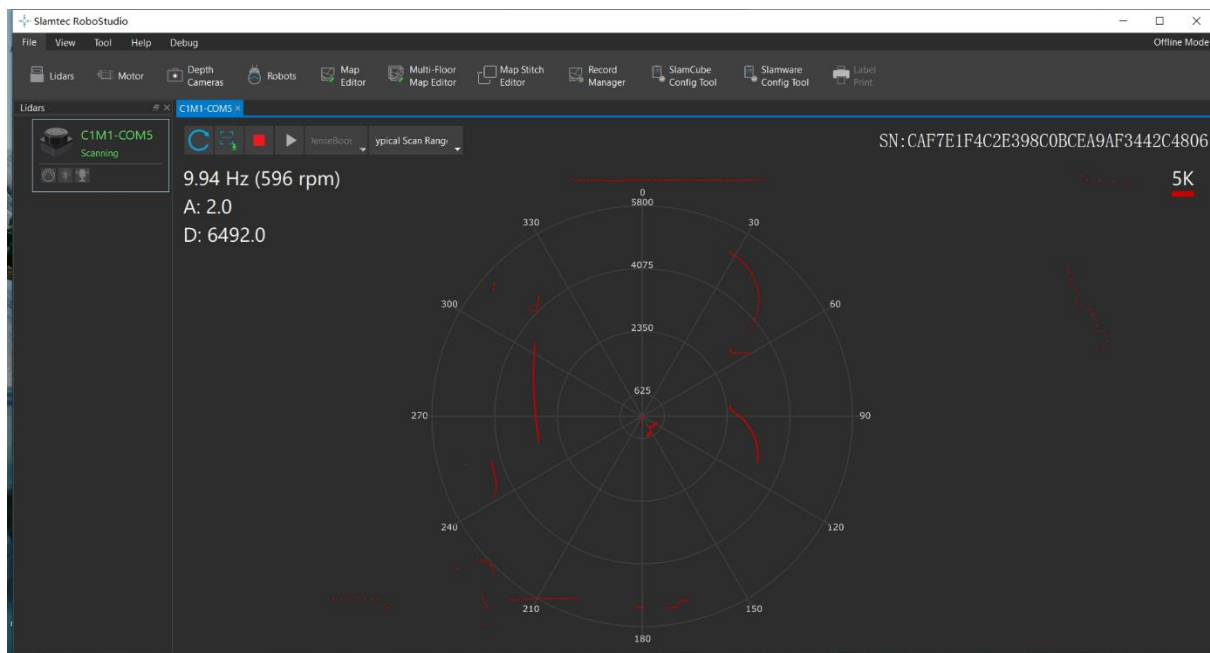 Slamtec RoboStudio
File View Tool Help Debug Offline Mode
Lidars Motor Depth Cameras Robots Map Editor Multi-Floor Map Editor Map Stitch Editor Record Manager SlamCube Config Tool Slamware Config Tool Label Print
Lidars C1M1-COM5
C1M1-COM5
Scanning
ypical Scan Rang
SN:CAF7E1F4C2E398C0BCEA9AF3442C4806
9.94 Hz (596 rpm)
5K
A: 2.0
D: 6492.0
0
5800
330
30
4075
300
60
2350
625
270
90
240
120
210
150
180